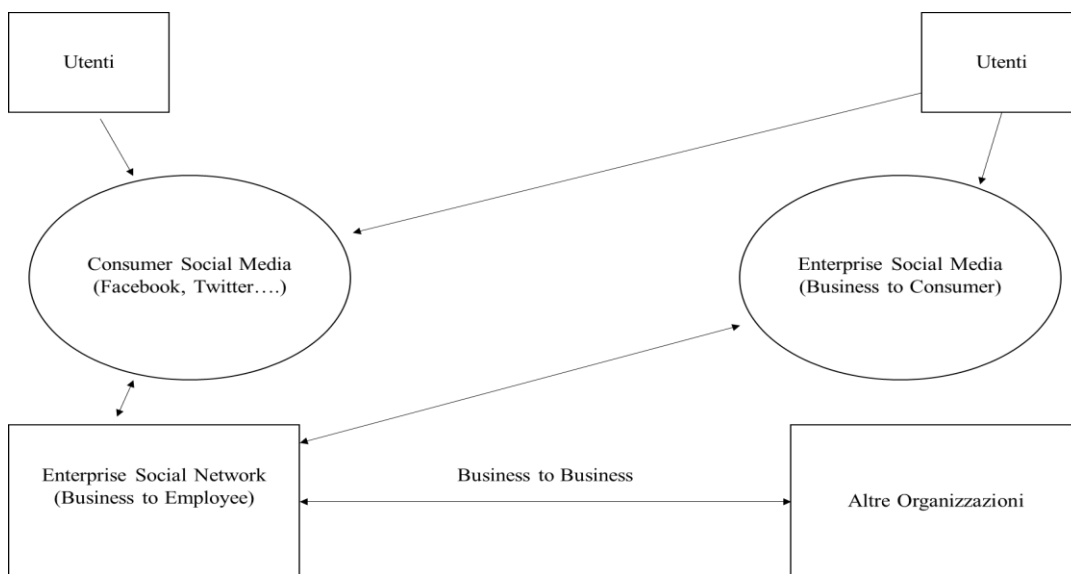 Utenti
Utenti
Consumer Social Media
(Facebook, Twitter….)
Enterprise Social Media
(Business to Consumer)
Enterprise Social Network
(Business to Employee)
Business to Business
Altre Organizzazioni